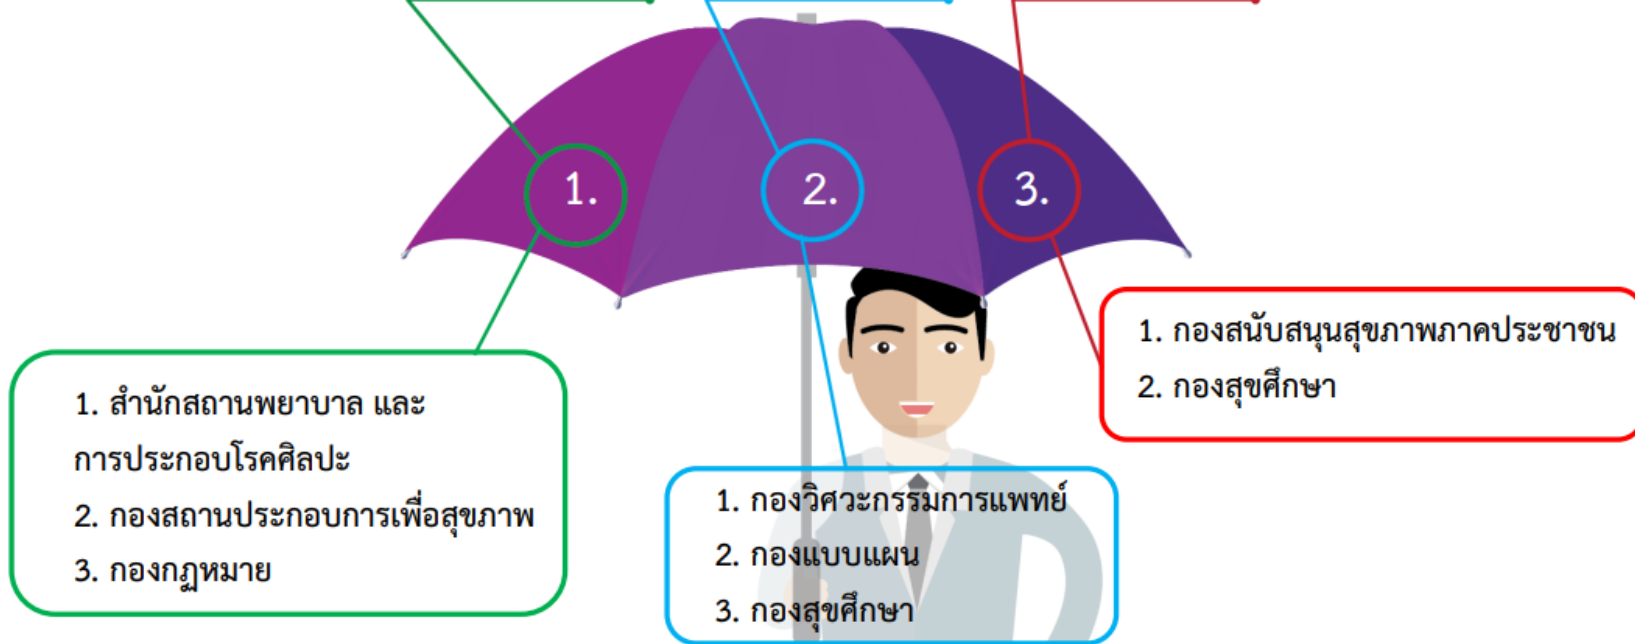 1.
2.
3.
1. สำนักสถานพยาบาล และ
การประกอบโรคศิลปะ
2. กองสถานประกอบการเพื่อสุขภาพ
3. กองกฎหมาย
1. กองวิศวะกรรมการแพทย์
2. กองแบบแผน
3. กองสุขศึกษา
1. กองสนับสนุนสุขภาพภาคประชาชน
2. กองสุขศึกษา